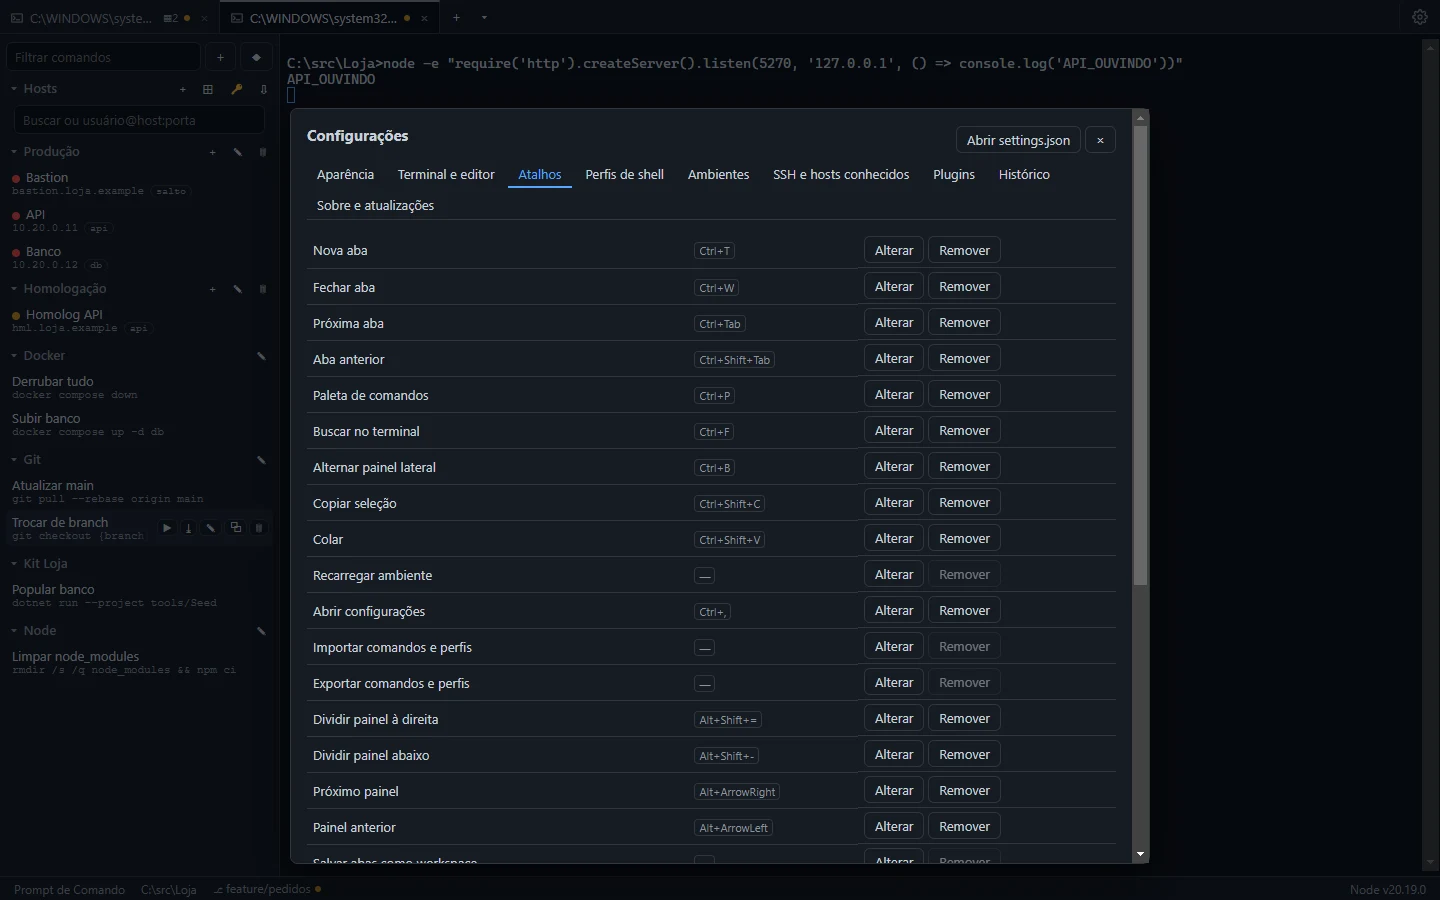 C:\WINDOWS\syste... 2 × C:\WINDOWS\system32... × +
Filtrar comandos +
C:\src\Loja>node -e "require('http').createServer().listen(5270, '127.0.0.1', () => console.log('API_OUVINDO'))"
API_OUVINDO
Hosts +
Buscar ou usuário@host:porta
Produção +
Bastion
bastion.loja.example salto
API
10.20.0.11 api
Banco
10.20.0.12 db
Homologação +
Homolog API
hml.loja.example api
Docker
Derrubar tudo
docker compose down
Subir banco
docker compose up -d db
Git
Atualizar main
git pull --rebase origin main
Trocar de branch
git checkout {branch
Kit Loja
Popular banco
dotnet run --project tools/Seed
Node
Limpar node_modules
rmdir /s /q node_modules && npm ci
Configurações
Abrir settings.json ×
Aparência Terminal e editor Atalhos Perfis de shell Ambientes SSH e hosts conhecidos Plugins Histórico
Sobre e atualizações
Nova aba Ctrl+T Alterar Remover
Fechar aba Ctrl+W Alterar Remover
Próxima aba Ctrl+Tab Alterar Remover
Aba anterior Ctrl+Shift+Tab Alterar Remover
Paleta de comandos Ctrl+P Alterar Remover
Buscar no terminal Ctrl+F Alterar Remover
Alternar painel lateral Ctrl+B Alterar Remover
Copiar seleção Ctrl+Shift+C Alterar Remover
Colar Ctrl+Shift+V Alterar Remover
Recarregar ambiente — Alterar Remover
Abrir configurações Ctrl+, Alterar Remover
Importar comandos e perfis — Alterar Remover
Exportar comandos e perfis — Alterar Remover
Dividir painel à direita Alt+Shift+= Alterar Remover
Dividir painel abaixo Alt+Shift+- Alterar Remover
Próximo painel Alt+ArrowRight Alterar Remover
Painel anterior Alt+ArrowLeft Alterar Remover
Salvar abas como workspace Alterar Remover
Prompt de Comando C:\src\Loja feature/pedidos Node v20.19.0